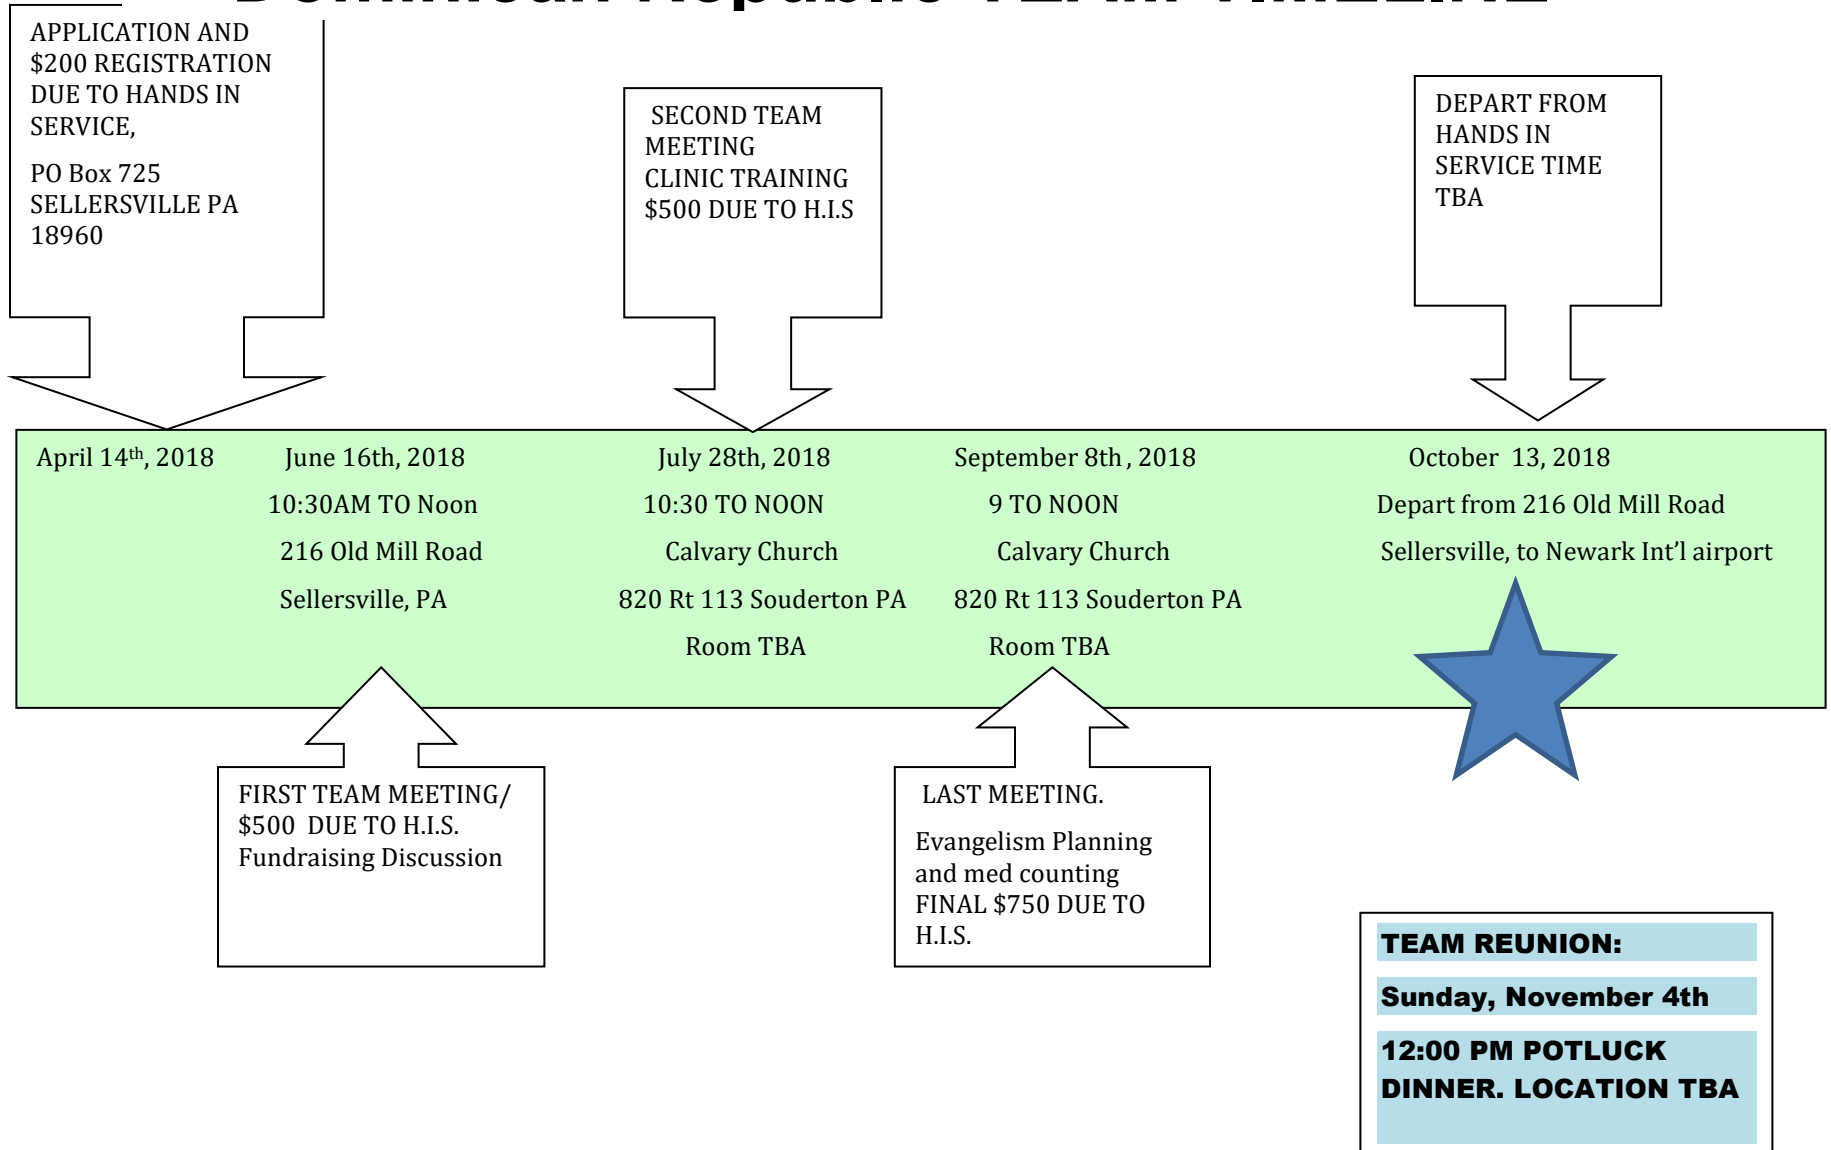 Dominican Republic TEAM TIMELINE
APPLICATION AND
$200 REGISTRATION
DUE TO HANDS IN
SERVICE,
PO Box 725
SELLERSVILLE PA
18960
SECOND TEAM
MEETING
CLINIC TRAINING
$500 DUE TO H.I.S
DEPART FROM
HANDS IN
SERVICE TIME
TBA
April 14th, 2018
June 16th, 2018
10:30AM TO Noon
216 Old Mill Road
Sellersville, PA
July 28th, 2018
10:30 TO NOON
Calvary Church
820 Rt 113 Souderton PA
Room TBA
September 8th, 2018
9 TO NOON
Calvary Church
820 Rt 113 Souderton PA
Room TBA
October 13, 2018
Depart from 216 Old Mill Road
Sellersville, to Newark Int’l airport
FIRST TEAM MEETING/
$500 DUE TO H.I.S.
Fundraising Discussion
LAST MEETING.
Evangelism Planning
and med counting
FINAL $750 DUE TO
H.I.S.
TEAM REUNION:
Sunday, November 4th
12:00 PM POTLUCK
DINNER. LOCATION TBA